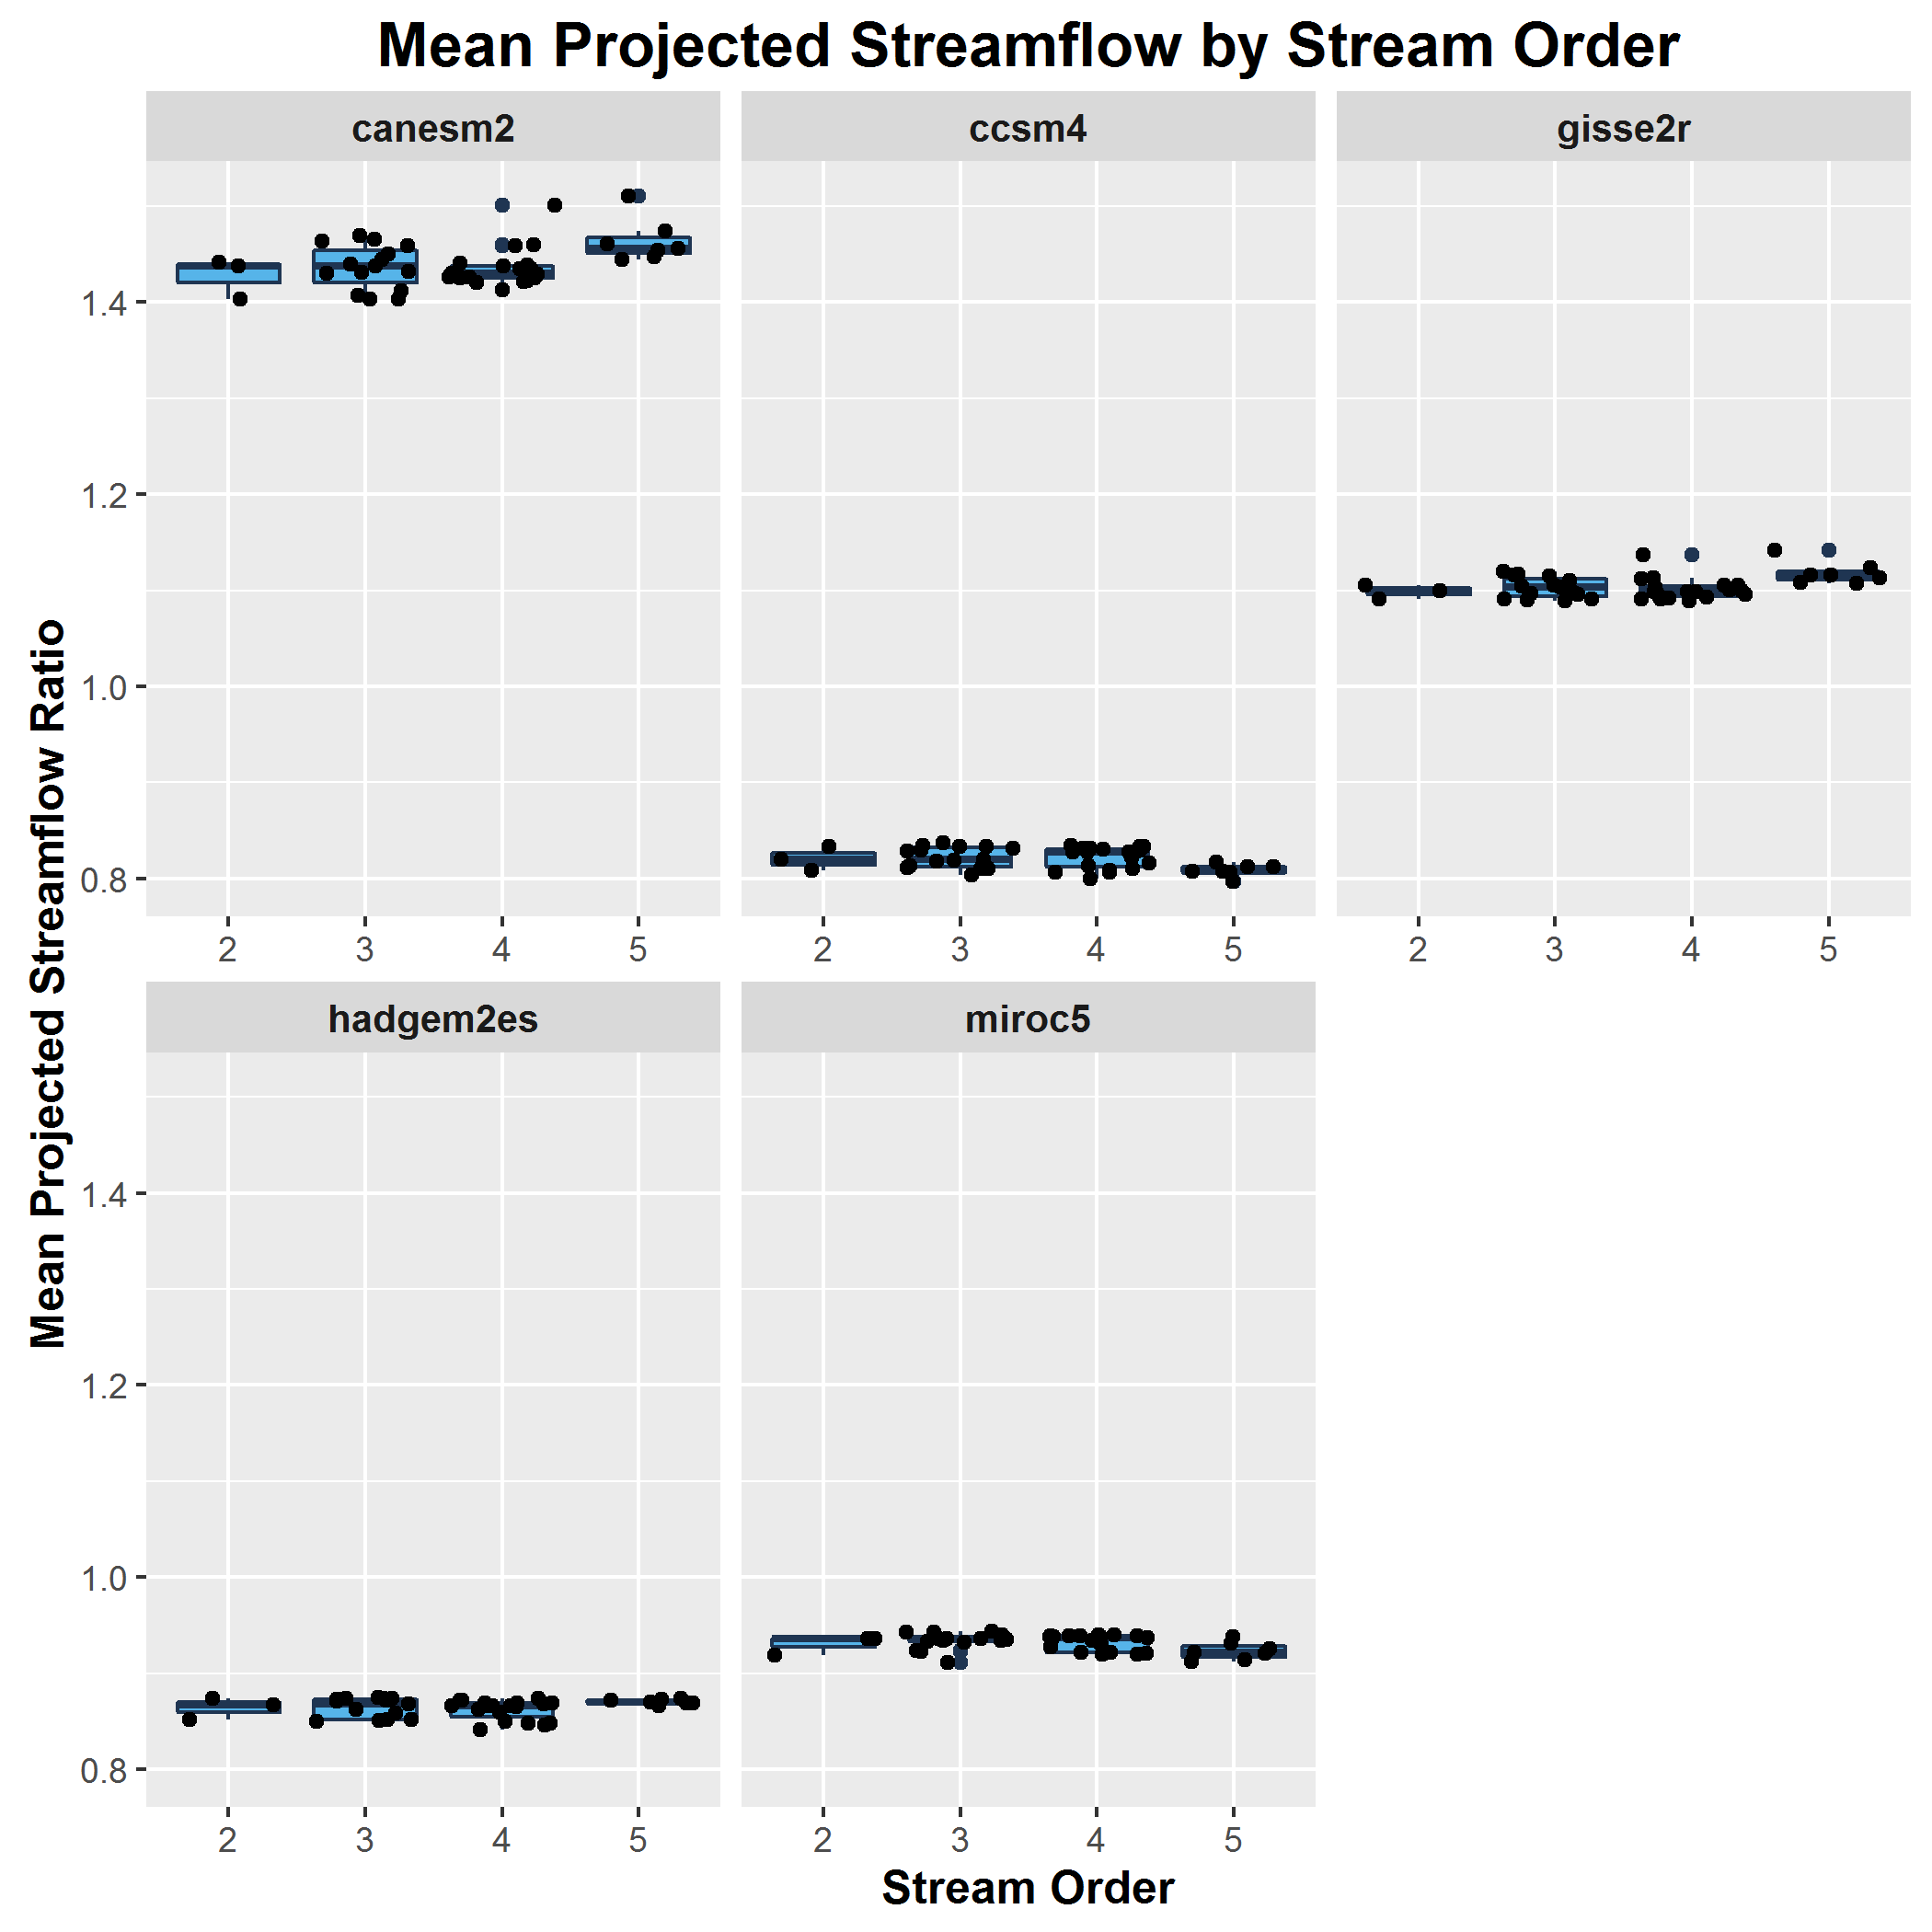 Mean Projected Streamflow by Stream Order
canesm2 ccsm4 gisse2r
Mean Projected Streamflow Ratio
1.4
1.2
1.0
0.8
2 3 4 5 2 3 4 5 2 3 4 5
hadgem2es miroc5
1.4
1.2
1.0
0.8
2 3 4 5 2 3 4 5
Stream Order